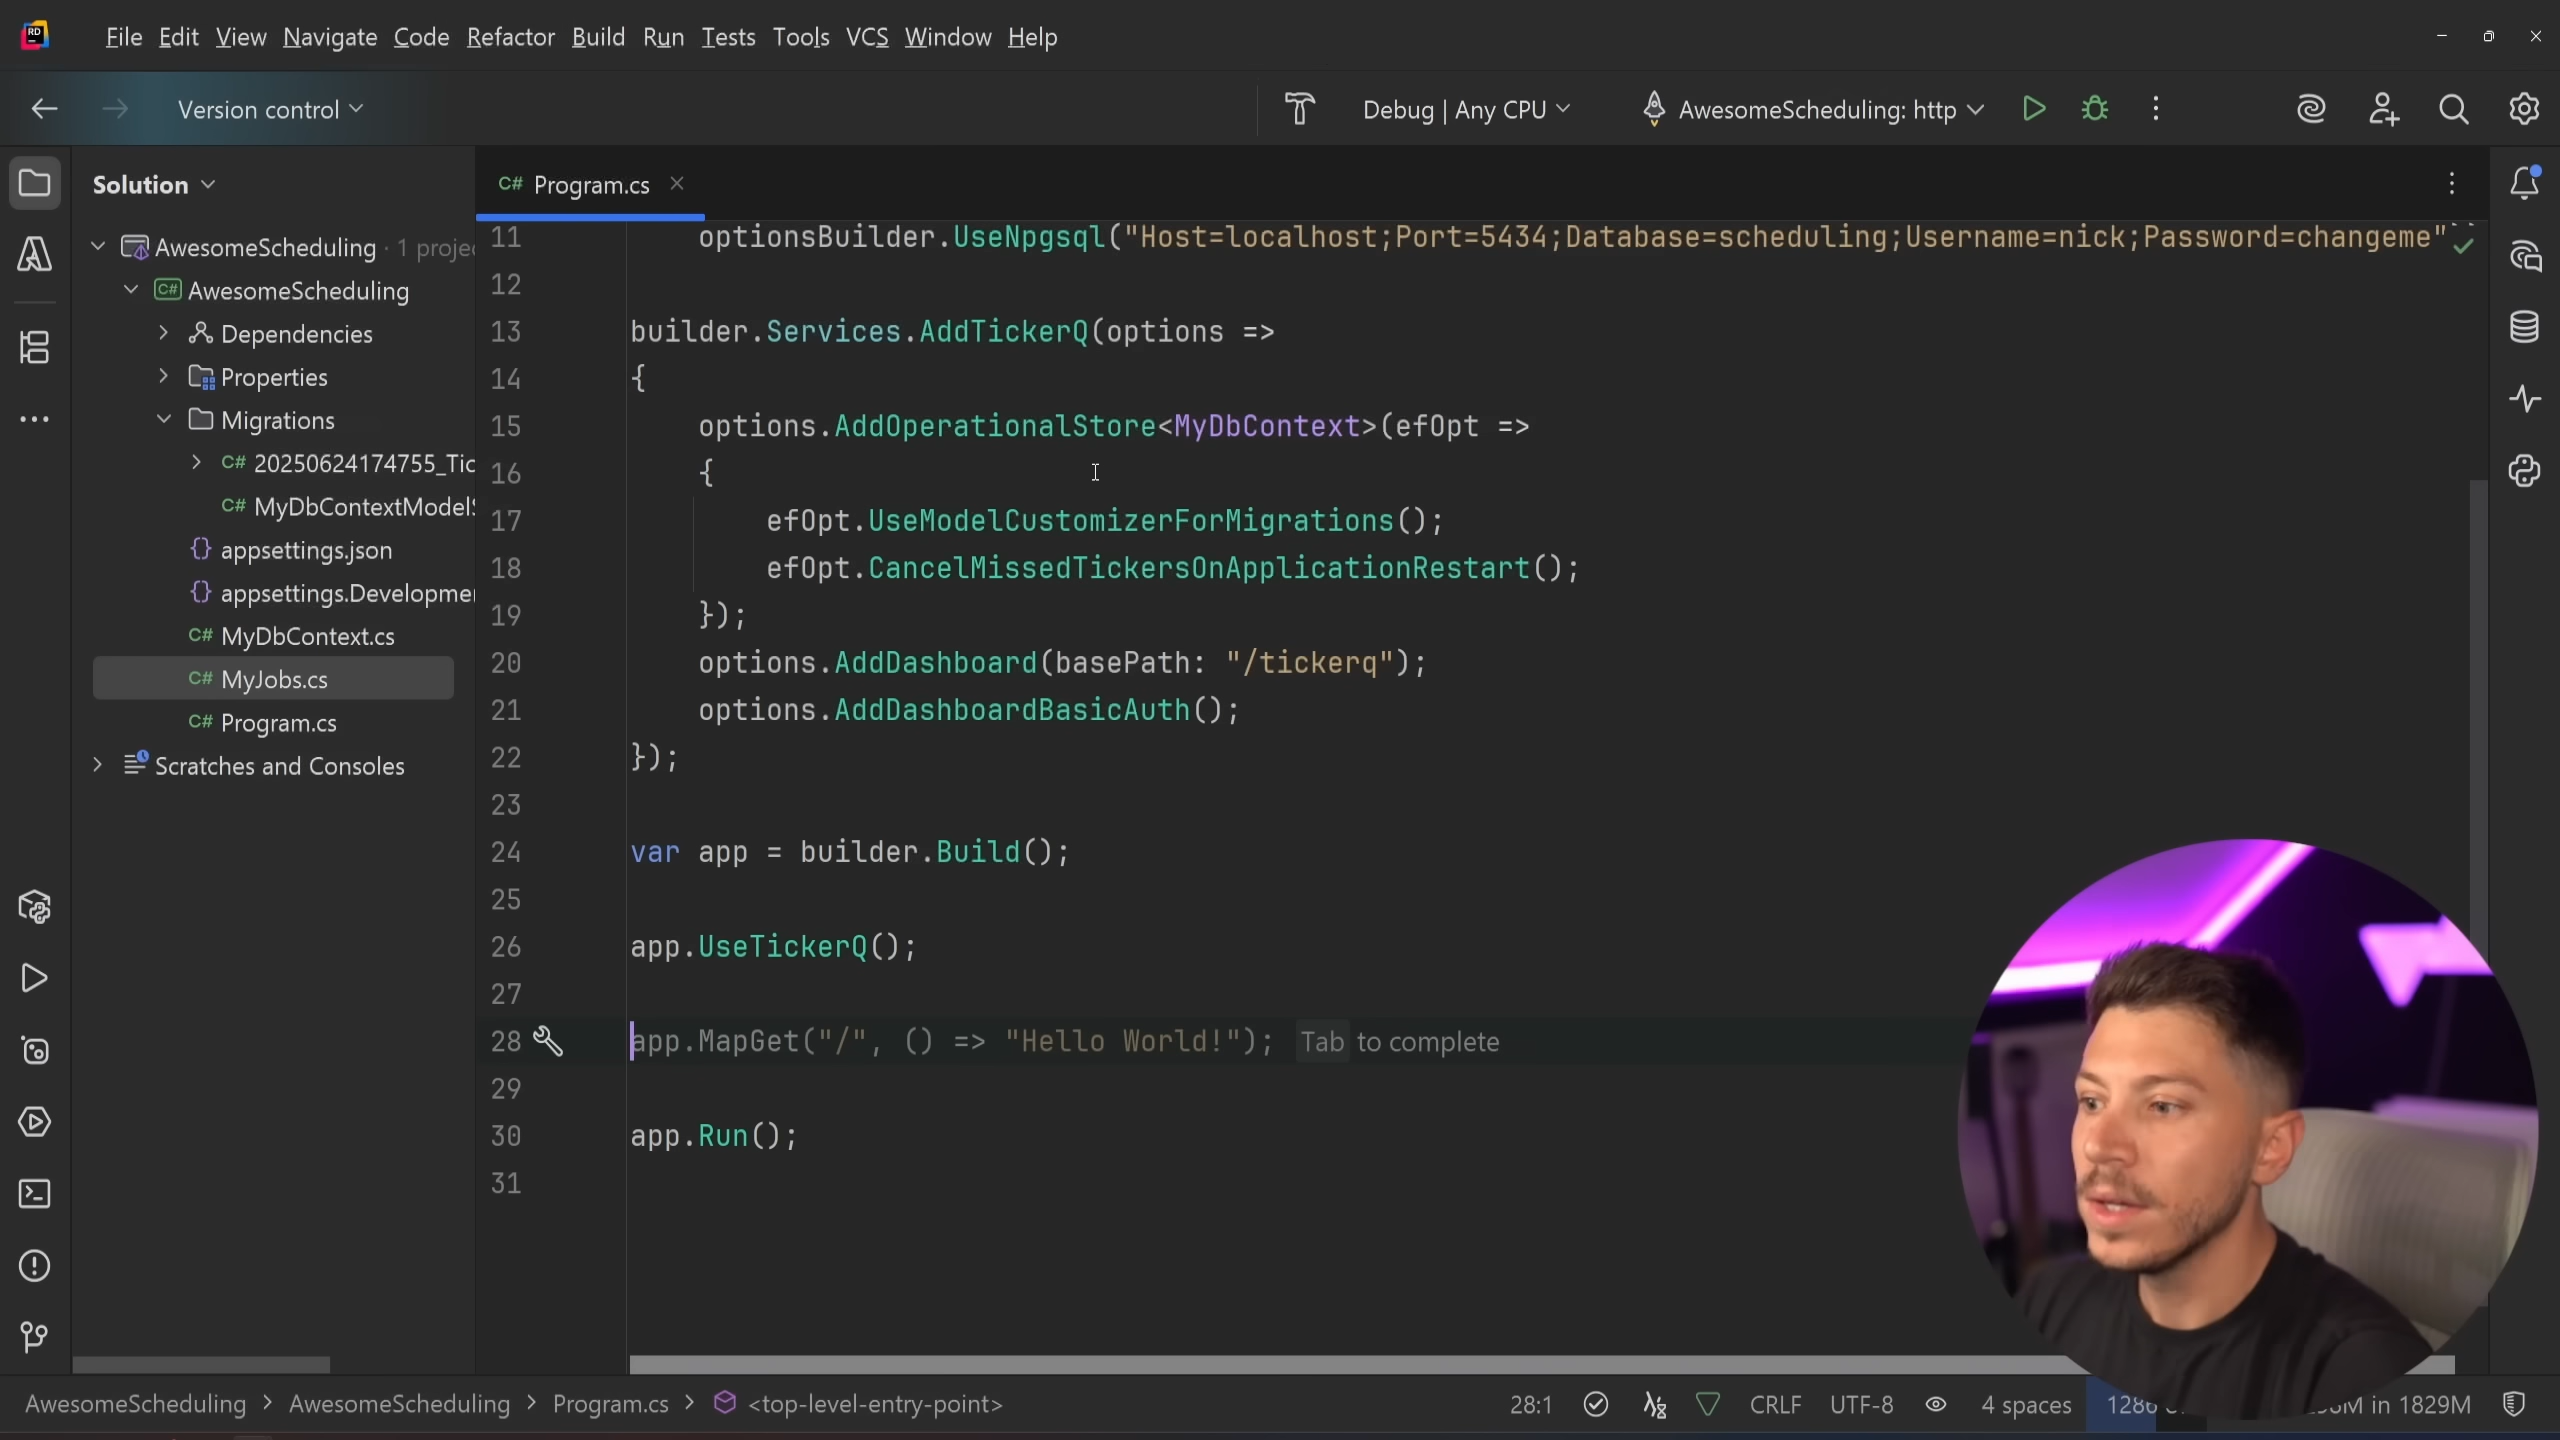 RD File Edit View Navigate Code Refactor Build Run Tests Tools VCS Window Help
Version control Debug | Any CPU AwesomeScheduling: http
Solution
AwesomeScheduling · 1 projec
AwesomeScheduling
Dependencies
Properties
Migrations
C# 20250624174755_Tic
C# MyDbContextModelS
{} appsettings.json
{} appsettings.Developmen
C# MyDbContext.cs
C# MyJobs.cs
C# Program.cs
Scratches and Consoles
C# Program.cs
11 optionsBuilder.UseNpgsql("Host=localhost;Port=5434;Database=scheduling;Username=nick;Password=changeme"
12
13 builder.Services.AddTickerQ(options =>
14 {
15 options.AddOperationalStore<MyDbContext>(efOpt =>
16 {
17 efOpt.UseModelCustomizerForMigrations();
18 efOpt.CancelMissedTickersOnApplicationRestart();
19 });
20 options.AddDashboard(basePath: "/tickerq");
21 options.AddDashboardBasicAuth();
22 });
23
24 var app = builder.Build();
25
26 app.UseTickerQ();
27
28 app.MapGet("/", () => "Hello World!"); Tab to complete
29
30 app.Run();
31
AwesomeScheduling > AwesomeScheduling > Program.cs > <top-level-entry-point> 28:1 CRLF UTF-8 4 spaces 1286 M in 1829M